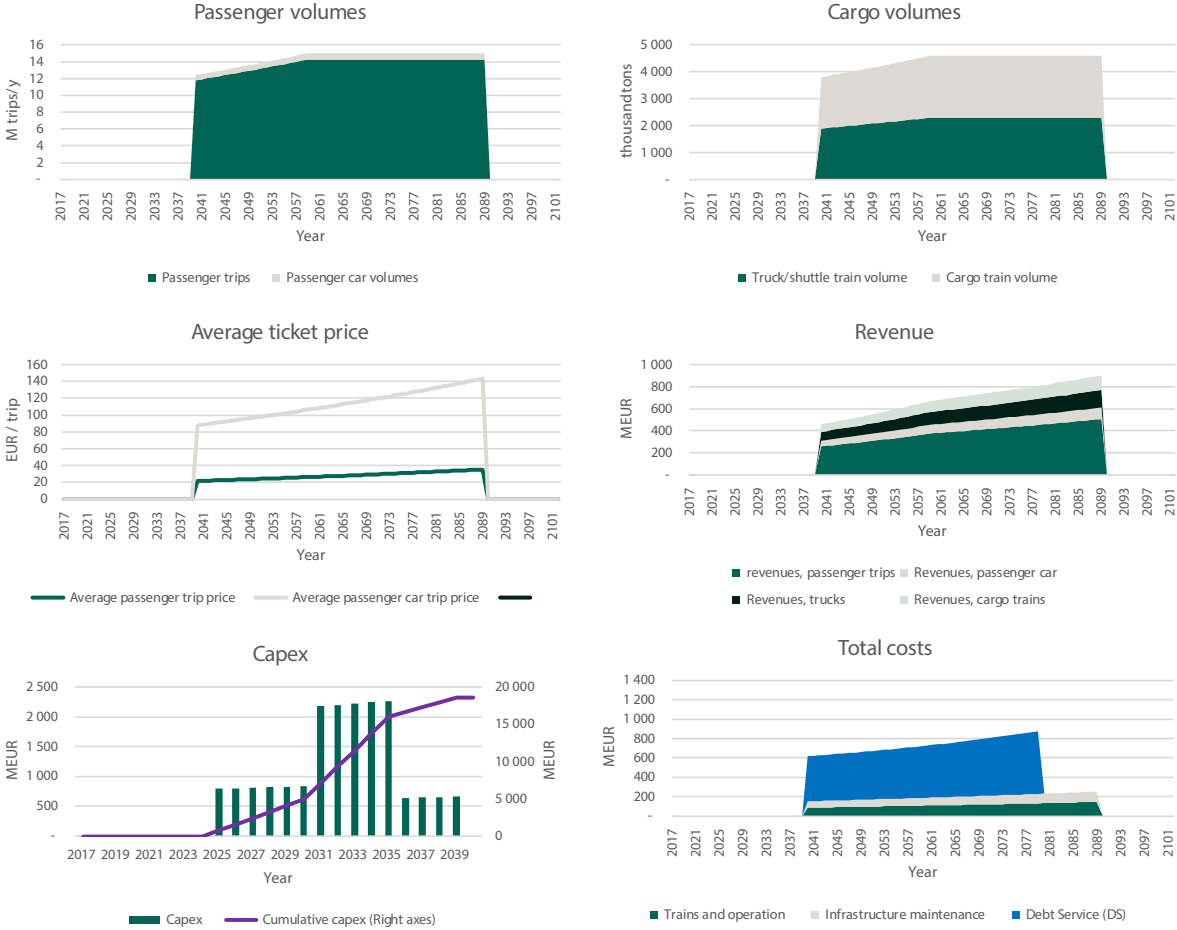 Passenger volumes
16
14
12
10
8
6
4
2
-
M trips/y
2017 2021 2025 2029 2033 2037 2041 2045 2049 2053 2057 2061 2065 2069 2073 2077 2081 2085 2089 2093 2097 2101
Year
Passenger trips Passenger car volumes
Cargo volumes
5 000
4 000
3 000
2 000
1 000
-
thousandtons
2017 2021 2025 2029 2033 2037 2041 2045 2049 2053 2057 2061 2065 2069 2073 2077 2081 2085 2089 2093 2097 2101
Year
Truck/shuttle train volume Cargo train volume
Average ticket price
160
140
120
100
80
60
40
20
0
EUR / trip
2017 2021 2025 2029 2033 2037 2041 2045 2049 2053 2057 2061 2065 2069 2073 2077 2081 2085 2089 2093 2097 2101
Year
Average passenger trip price Average passenger car trip price
Revenue
1 000
800
600
400
200
-
MEUR
2017 2021 2025 2029 2033 2037 2041 2045 2049 2053 2057 2061 2065 2069 2073 2077 2081 2085 2089 2093 2097 2101
Year
revenues, passenger trips Revenues, passenger car
Revenues, trucks Revenues, cargo trains
Capex
2 500
2 000
1 500
1 000
500
-
MEUR
20 000
15 000
10 000
5 000
0
MEUR
2017 2019 2021 2023 2025 2027 2029 2031 2033 2035 2037 2039
Year
Capex Cumulative capex (Right axes)
Total costs
1 400
1 200
1 000
800
600
400
200
-
MEUR
2017 2021 2025 2029 2033 2037 2041 2045 2049 2053 2057 2061 2065 2069 2073 2077 2081 2085 2089 2093 2097 2101
Year
Trains and operation Infrastructure maintenance Debt Service (DS)